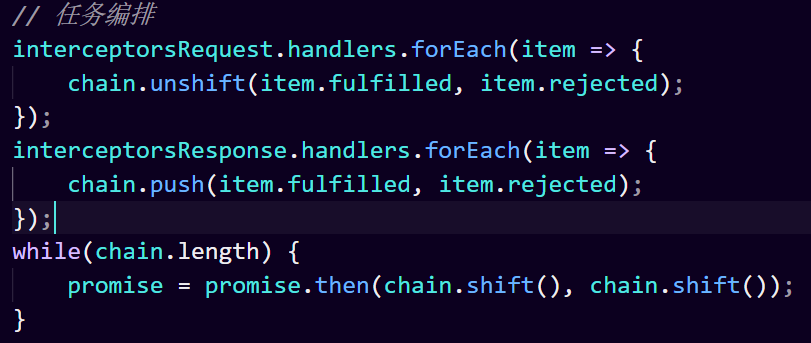 // 任务编排
interceptorsRequest.handlers.forEach(item => {
    chain.unshift(item.fulfilled, item.rejected);
});
interceptorsResponse.handlers.forEach(item => {
    chain.push(item.fulfilled, item.rejected);
});
while(chain.length) {
    promise = promise.then(chain.shift(), chain.shift());
}